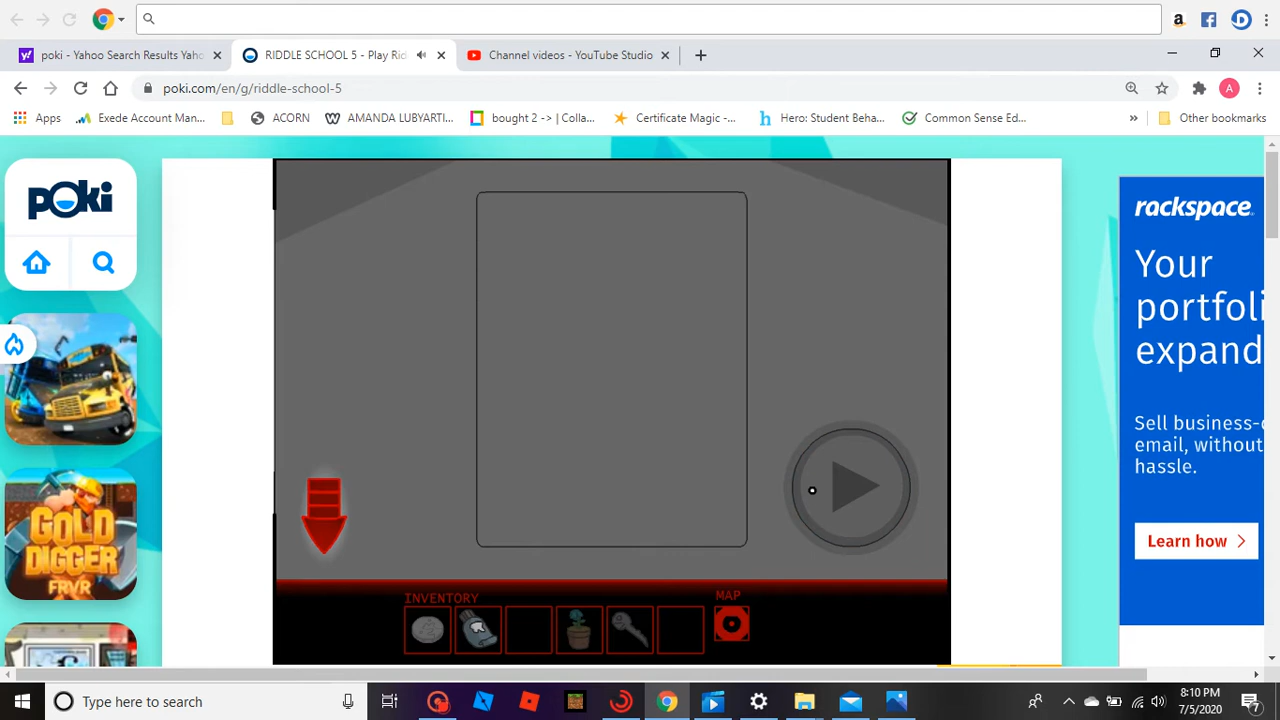 poki - Yahoo Search Results Yaho
RIDDLE SCHOOL 5 - Play Rid
Channel videos - YouTube Studio
poki.com/en/g/riddle-school-5
A
Apps
Exede Account Man...
ACORN
AMANDA LUBYARTI...
bought 2 -> | Colla...
Certificate Magic -...
Hero: Student Beha...
Common Sense Ed...
»
Other bookmarks
POKI
rackspace
Your
portfoli
expand
Sell business-c
email, without
hassle.
Learn how
GOLD
DIGGER
FRVR
INVENTORY
MAP
Type here to search
8:10 PM
7/5/2020
7